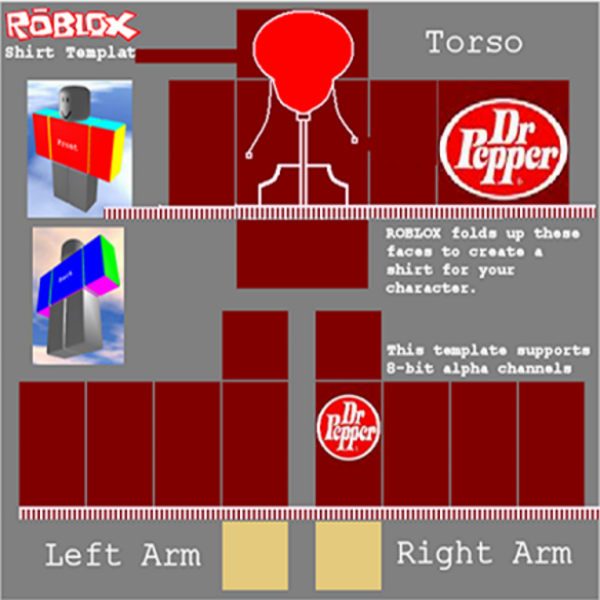 ROBLOX
Shirt Templat
Torso
Front
Dr
Pepper
Back
ROBLOX folds up these
faces to create a
shirt for your
character.
This template supports
8-bit alpha channels
Dr
Pepper
Left Arm
Right Arm